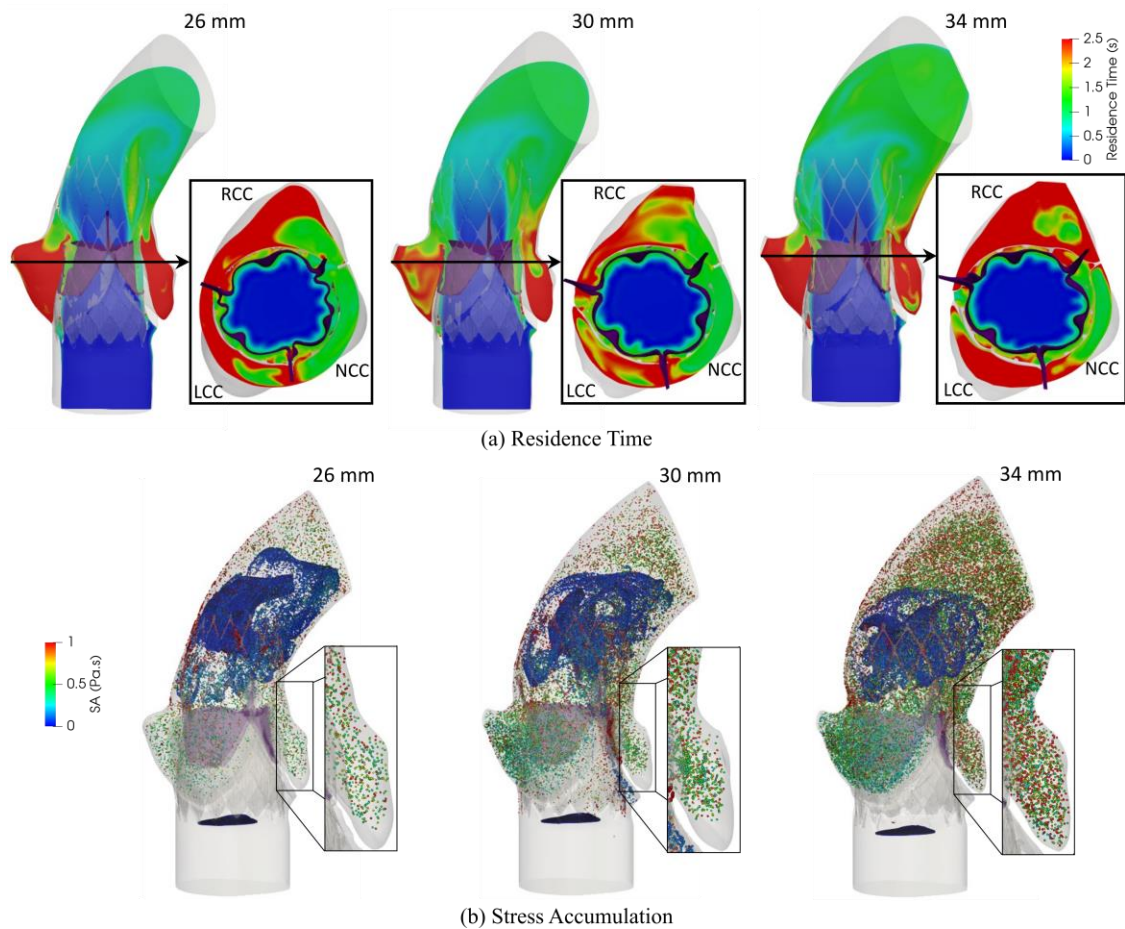 26 mm
30 mm
34 mm
2.5
2
1.5
1
0.5
0
Residence Time (s)
RCC
LCC
NCC
RCC
LCC
NCC
RCC
LCC
NCC
(a) Residence Time
26 mm
30 mm
34 mm
1
0.5
0
SA (Pa.s)
(b) Stress Accumulation